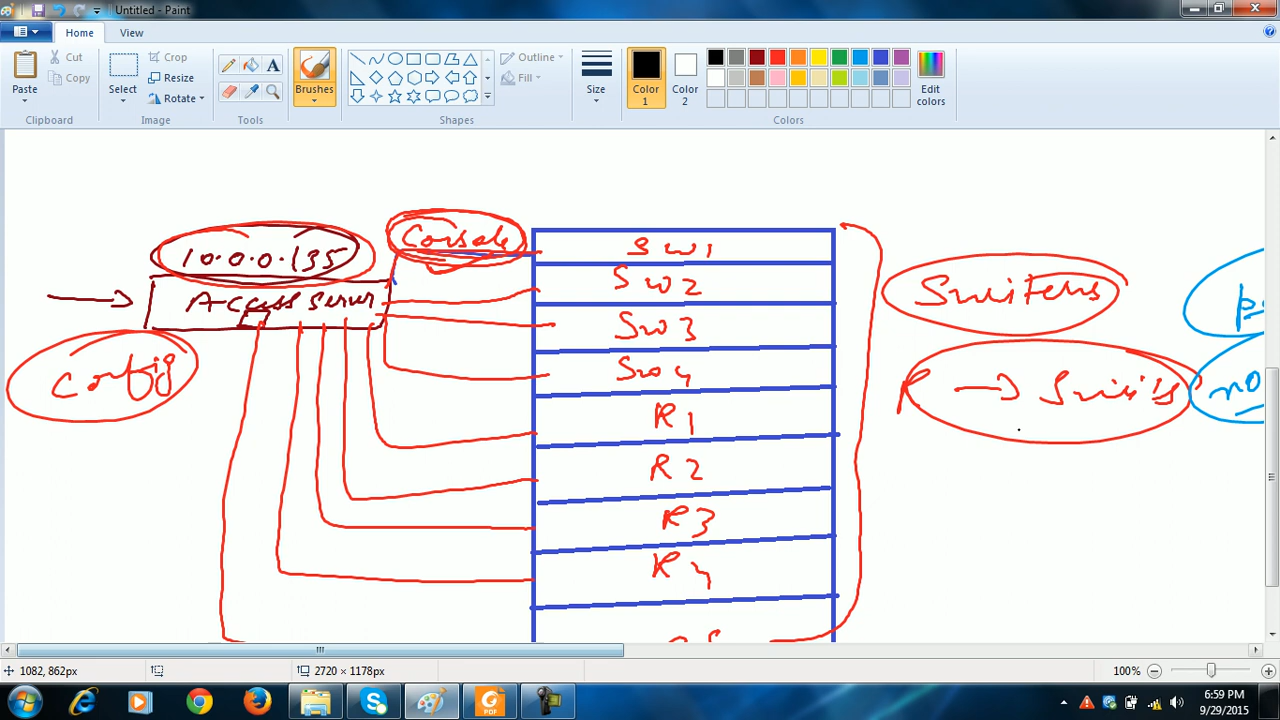 Untitled - Paint
Home
View
Paste
Cut
Copy
Clipboard
Select
Crop
Resize
Rotate
Image
Tools
Brushes
Shapes
Outline
Fill
Size
Color 1
Color 2
Edit colors
Colors
10.0.0.135
Console
Access Server
Config
SW1
SW2
SW3
SW4
R1
R2
R3
R4
R →
1082, 862px
2720 × 1178px
100%
PDF
6:59 PM
9/29/2015